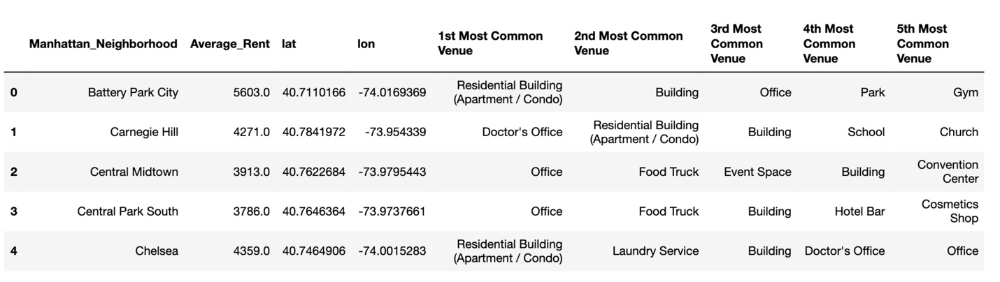 Manhattan_Neighborhood Average_Rent lat lon 1st Most Common Venue 2nd Most Common Venue 3rd Most Common Venue 4th Most Common Venue 5th Most Common Venue
0 Battery Park City 5603.0 40.7110166 -74.0169369 Residential Building (Apartment / Condo) Building Office Park Gym
1 Carnegie Hill 4271.0 40.7841972 -73.954339 Doctor's Office Residential Building (Apartment / Condo) Building School Church
2 Central Midtown 3913.0 40.7622684 -73.9795443 Office Food Truck Event Space Building Convention Center
3 Central Park South 3786.0 40.7646364 -73.9737661 Office Food Truck Building Hotel Bar Cosmetics Shop
4 Chelsea 4359.0 40.7464906 -74.0015283 Residential Building (Apartment / Condo) Laundry Service Building Doctor's Office Office